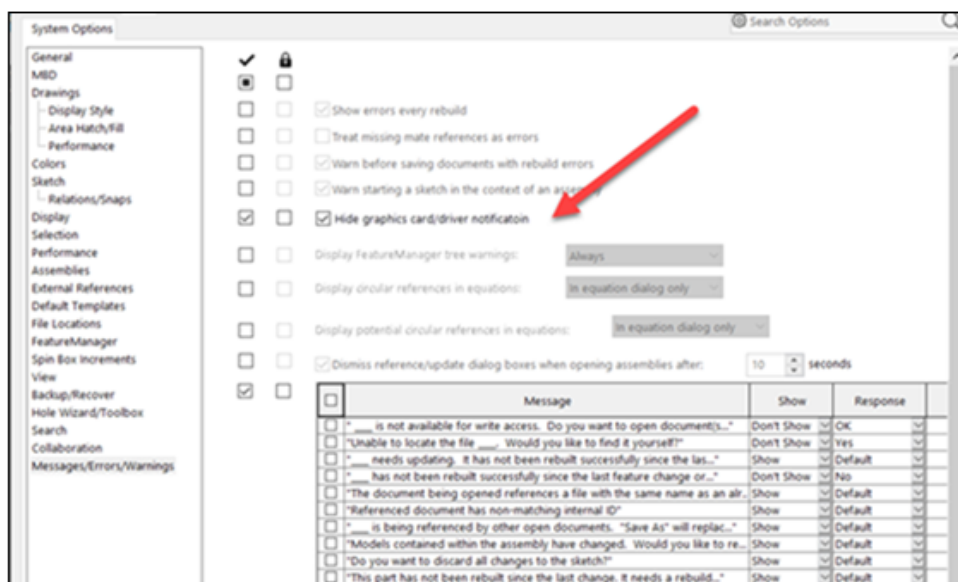 System Options
Search Options
General
MBD
Drawings
Display Style
Area Hatch/Fill
Performance
Colors
Sketch
Relations/Snaps
Display
Selection
Performance
Assemblies
External References
Default Templates
File Locations
FeatureManager
Spin Box Increments
View
Backup/Recover
Hole Wizard/Toolbox
Search
Collaboration
Messages/Errors/Warnings
Show errors every rebuild
Treat missing mate references as errors
Warn before saving documents with rebuild errors
Warn starting a sketch in the context of an assembly
Hide graphics card/driver notificatoin
Display FeatureManager tree warnings: Always
Display circular references in equations: In equation dialog only
Display potential circular references in equations: In equation dialog only
Dismiss reference/update dialog boxes when opening assemblies after: 10 seconds
Message Show Response
"___ is not available for write access. Do you want to open document(s..." Don't Show OK
"Unable to locate the file ___. Would you like to find it yourself?" Don't Show Yes
"___ needs updating. It has not been rebuilt successfully since the las..." Show Default
"___ has not been rebuilt successfully since the last feature change or..." Don't Show No
"The document being opened references a file with the same name as an alr... Show Default
"Referenced document has non-matching internal ID" Show Default
"___ is being referenced by other open documents. "Save As" will replac..." Show Default
"Models contained within the assembly have changed. Would you like to re... Show Default
"Do you want to discard all changes to the sketch?" Show Default
"This part has not been rebuilt since the last change. It needs a rebuild..." Show Default